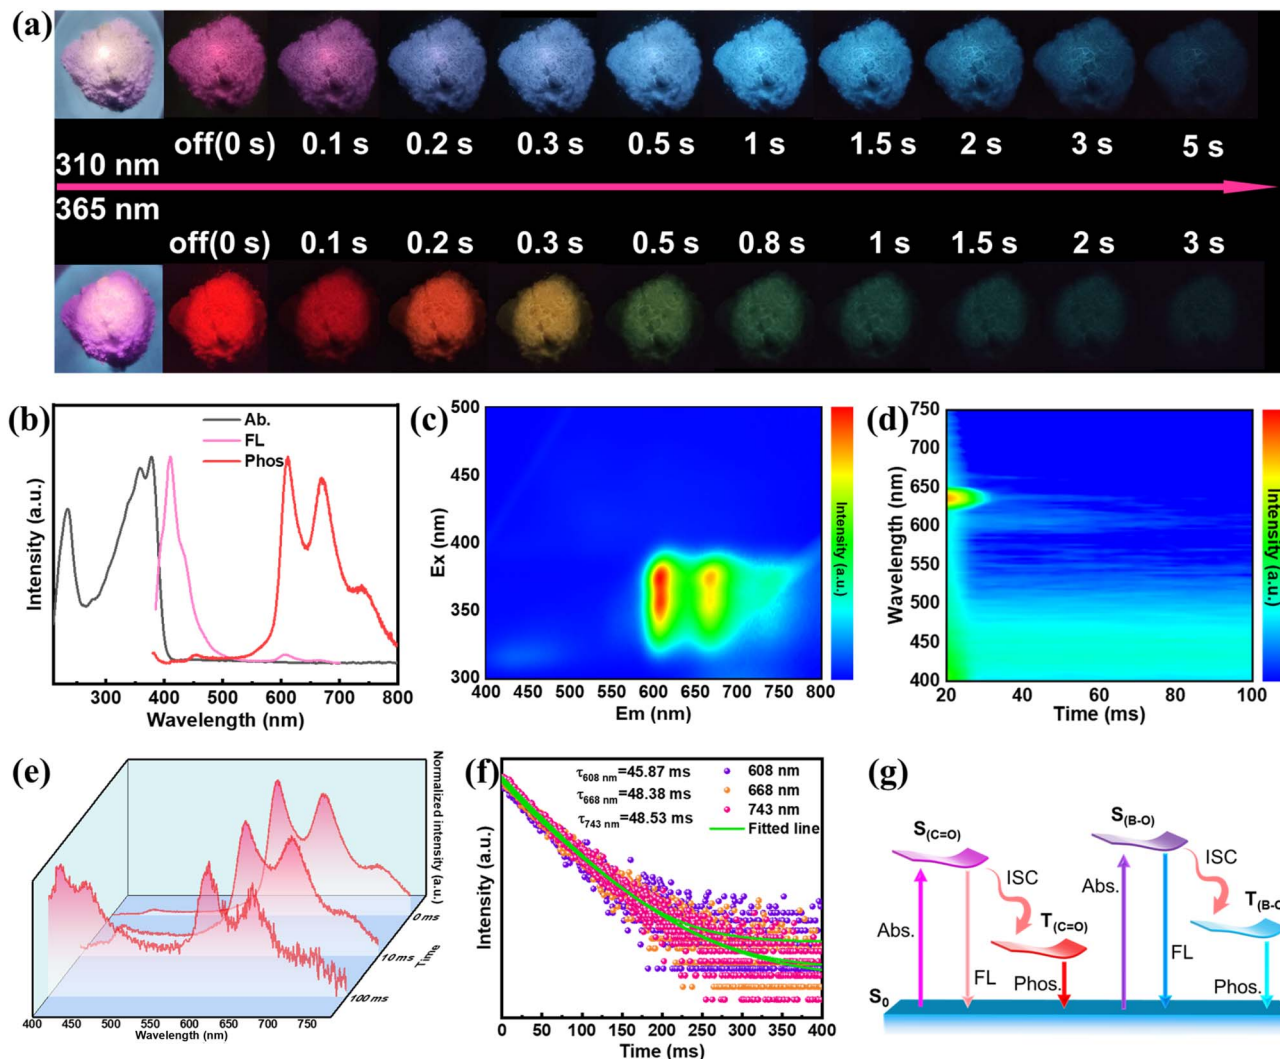 (a)
off(0 s) 0.1 s 0.2 s 0.3 s 0.5 s 1 s 1.5 s 2 s 3 s 5 s
310 nm
365 nm
off(0 s) 0.1 s 0.2 s 0.3 s 0.5 s 0.8 s 1 s 1.5 s 2 s 3 s
(b)
Ab.
FL
Phos
Intensity (a.u.)
300 400 500 600 700 800
Wavelength (nm)
(c)
500
450
400
350
300
Ex (nm)
400 450 500 550 600 650 700 750 800
Em (nm)
Intensity (a.u.)
(d)
750
700
650
600
550
500
450
400
Wavelength (nm)
20 40 60 80 100
Time (ms)
Intensity (a.u.)
(e)
Normalized intensity (a.u.)
0 ms
10 ms
100 ms
Time
400 450 500 550 600 650 700 750
Wavelength (nm)
(f)
τ608 nm=45.87 ms
τ668 nm=48.38 ms
τ743 nm=48.53 ms
608 nm
668 nm
743 nm
Fitted line
Intensity (a.u.)
0 50 100 150 200 250 300 350 400
Time (ms)
(g)
S(C=O)
S(B-O)
ISC
ISC
T(C=O)
T(B-O
Abs.
Abs.
FL
FL
Phos.
Phos.
S0